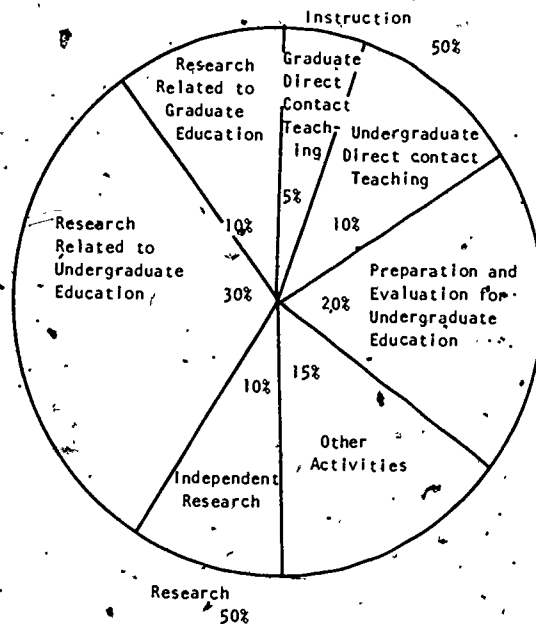 Instruction
50%
Research
Related to
Graduate
Education
10%
Graduate
Direct
Contact
Teach-
ing
5%
Undergraduate
Direct contact
Teaching
10%
Research
Related to
Undergraduate
Education
30%
Preparation and
Evaluation for
Undergraduate
Education
20%
10%
Independent
Research
15%
Other
Activities
Research
50%